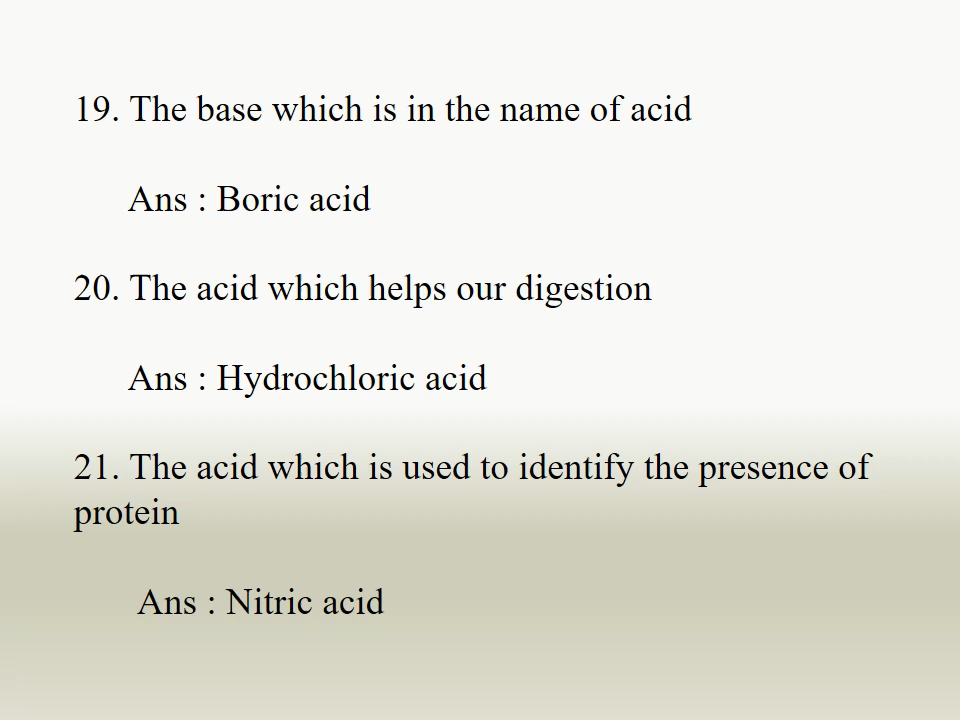 19. The base which is in the name of acid
Ans : Boric acid
20. The acid which helps our digestion
Ans : Hydrochloric acid
21. The acid which is used to identify the presence of
protein
Ans : Nitric acid